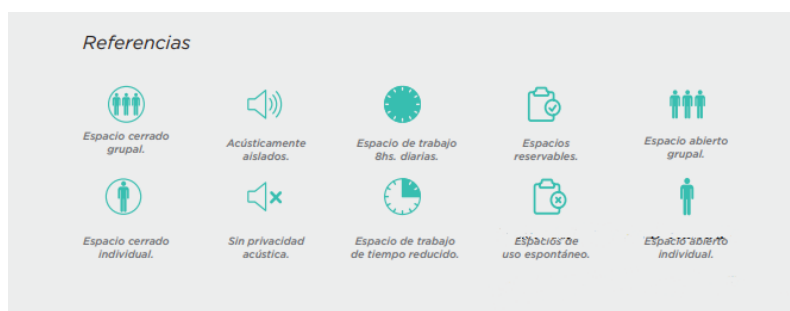 Referencias
Espacio cerrado
grupal.
Acústicamente
aislados.
Espacio de trabajo
8hs. diarias.
Espacios
reservables.
Espacio abierto
grupal.
Espacio cerrado
individual.
Sin privacidad
acústica.
Espacio de trabajo
de tiempo reducido.
Espacios de
uso espontáneo.
Espacio abierto
individual.